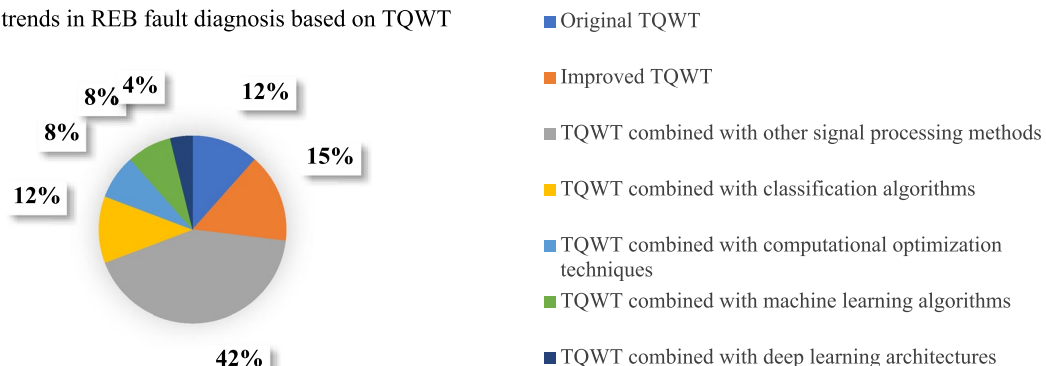 trends in REB fault diagnosis based on TQWT
12%
15%
42%
12%
8%
8%
4%
Original TQWT
Improved TQWT
TQWT combined with other signal processing methods
TQWT combined with classification algorithms
TQWT combined with computational optimization
techniques
TQWT combined with machine learning algorithms
TQWT combined with deep learning architectures